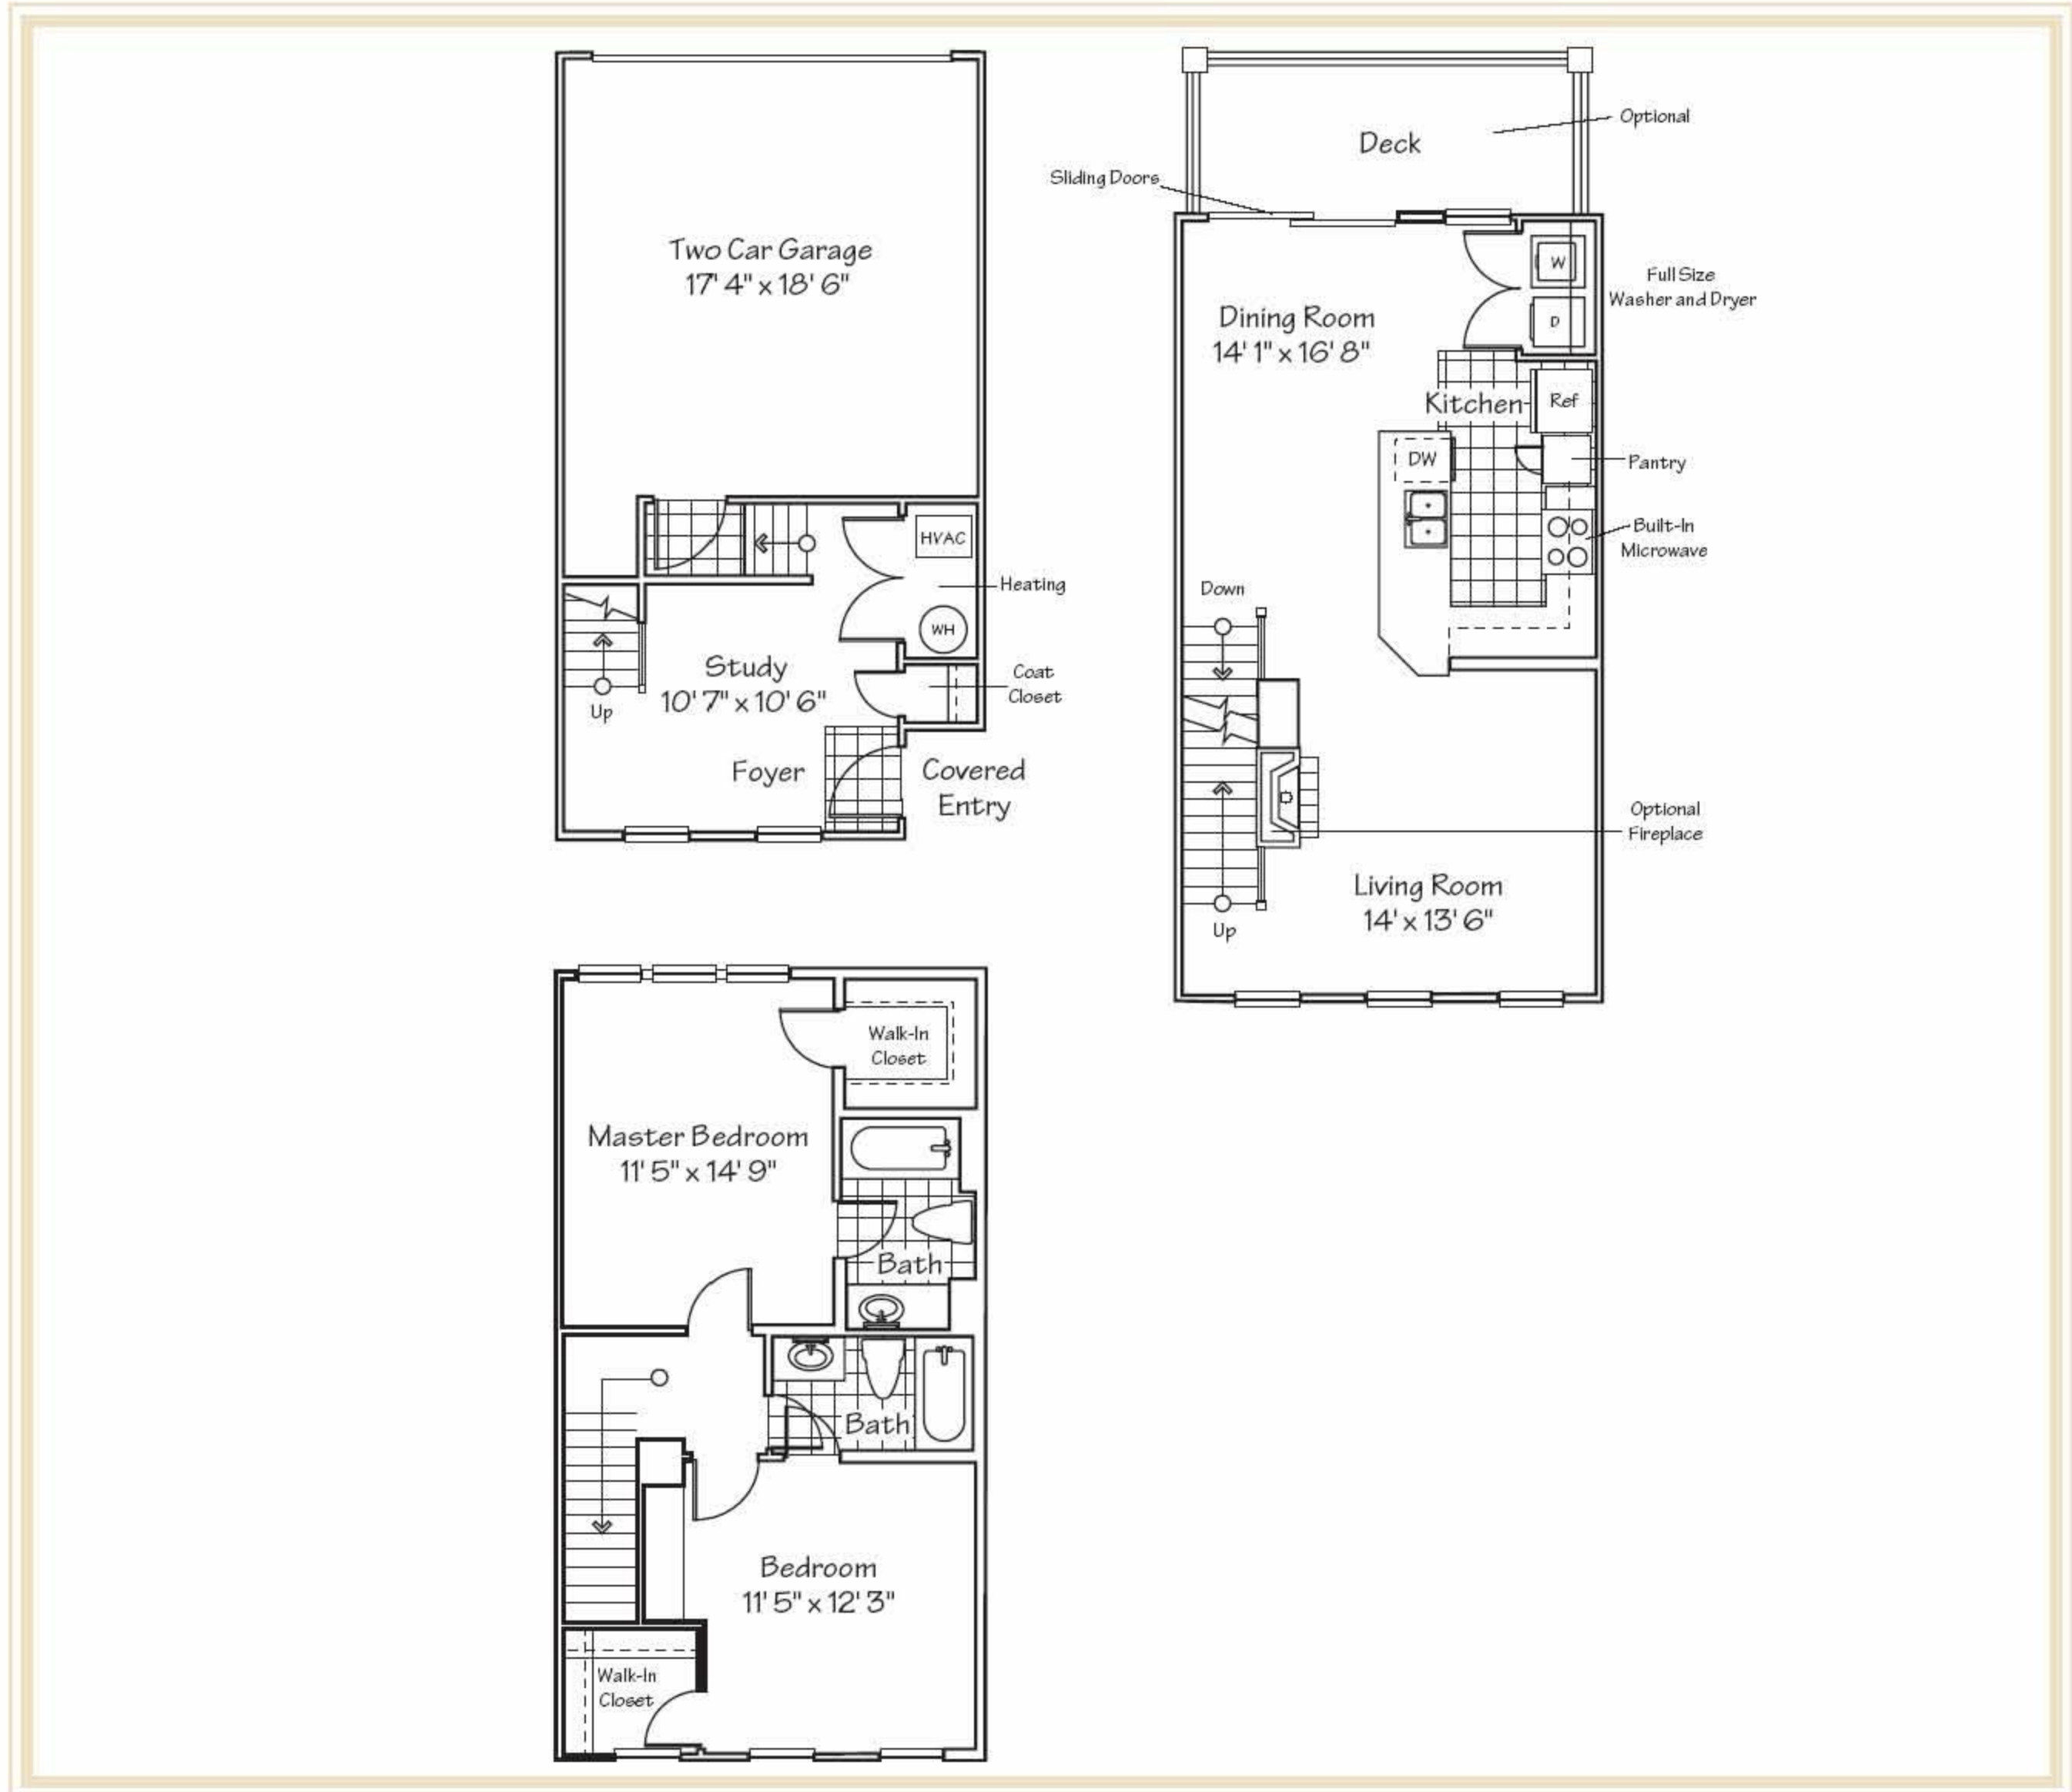 Two Car Garage
17' 4" x 18' 6"
HVAC
Heating
WH
Study
10' 7" x 10' 6"
Up
Coat
Closet
Foyer
Covered
Entry
Optional
Deck
Sliding Doors
W
Full Size
Washer and Dryer
D
Dining Room
14' 1" x 16' 8"
Kitchen
Ref
DW
Pantry
Built-In
Microwave
Down
Optional
Fireplace
Living Room
14' x 13' 6"
Up
Walk-In
Closet
Master Bedroom
11' 5" x 14' 9"
Bath
Bath
Bedroom
11' 5" x 12' 3"
Walk-In
Closet